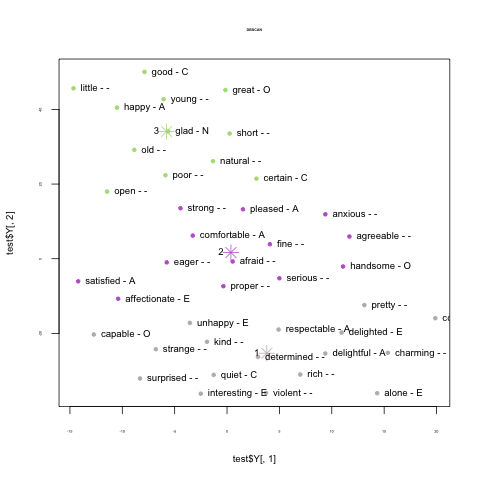 DBSCAN
good - C
little - -
young - -
great - O
happy - A
3
glad - N
short - -
old - -
natural - -
poor - -
certain - C
open - -
strong - -
pleased - A
anxious - -
comfortable - A
agreeable - -
fine - -
2
eager - -
afraid - -
handsome - O
satisfied - A
proper - -
serious - -
affectionate - E
pretty - -
unhappy - E
capable - O
respectable - A
delighted - E
kind - -
strange - -
1
determined - -
delightful - A
charming - -
surprised - -
quiet - C
rich - -
interesting - E
violent - -
alone - E
test$Y[, 2]
test$Y[, 1]